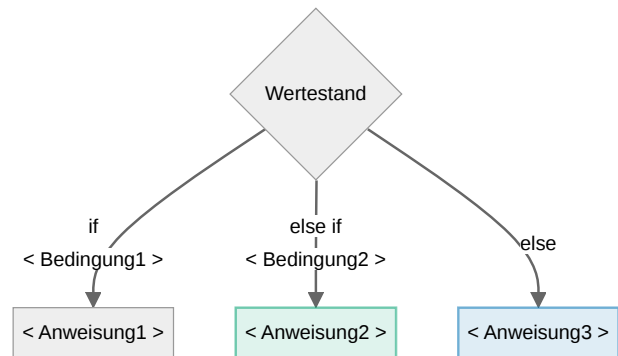 Wertestand
if
< Bedingung1 >
else if
< Bedingung2 >
else
< Anweisung1 >
< Anweisung2 >
< Anweisung3 >